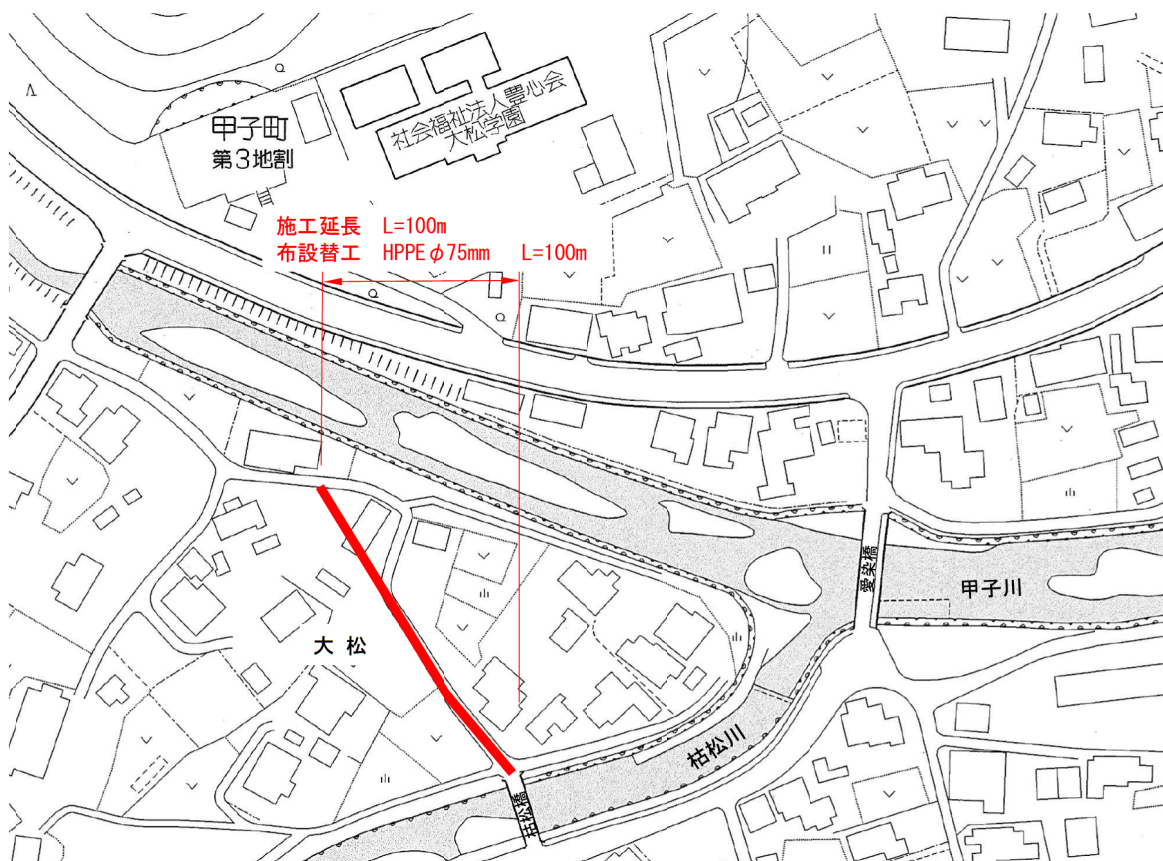 社会福祉法人豊心会
大松学園
甲子町
第3地割
施工延長 L=100m
布設替工 HPPEφ75mm L=100m
愛染橋
甲子川
大松
枯松川
枯松橋